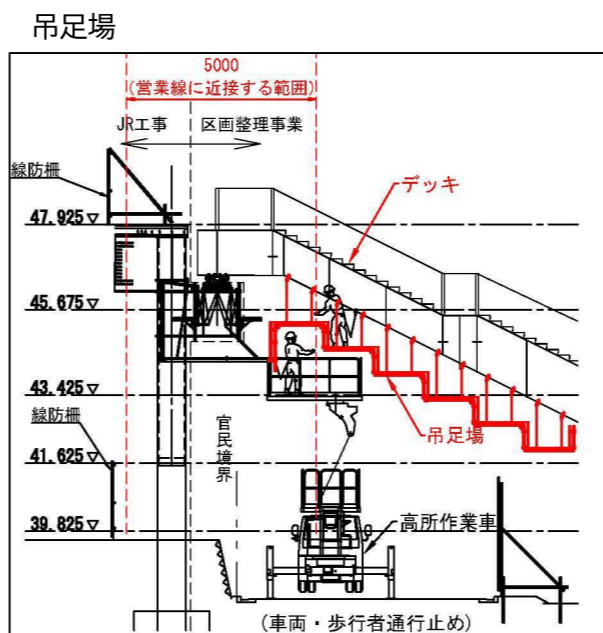 吊足場
5000
(営業線に近接する範囲)
JR工事
区画整理事業
線防柵
デッキ
47.925▽
45.675▽
43.425▽
吊足場
線防柵
官民境界
41.625▽
39.825▽
高所作業車
(車両・歩行者通行止め)